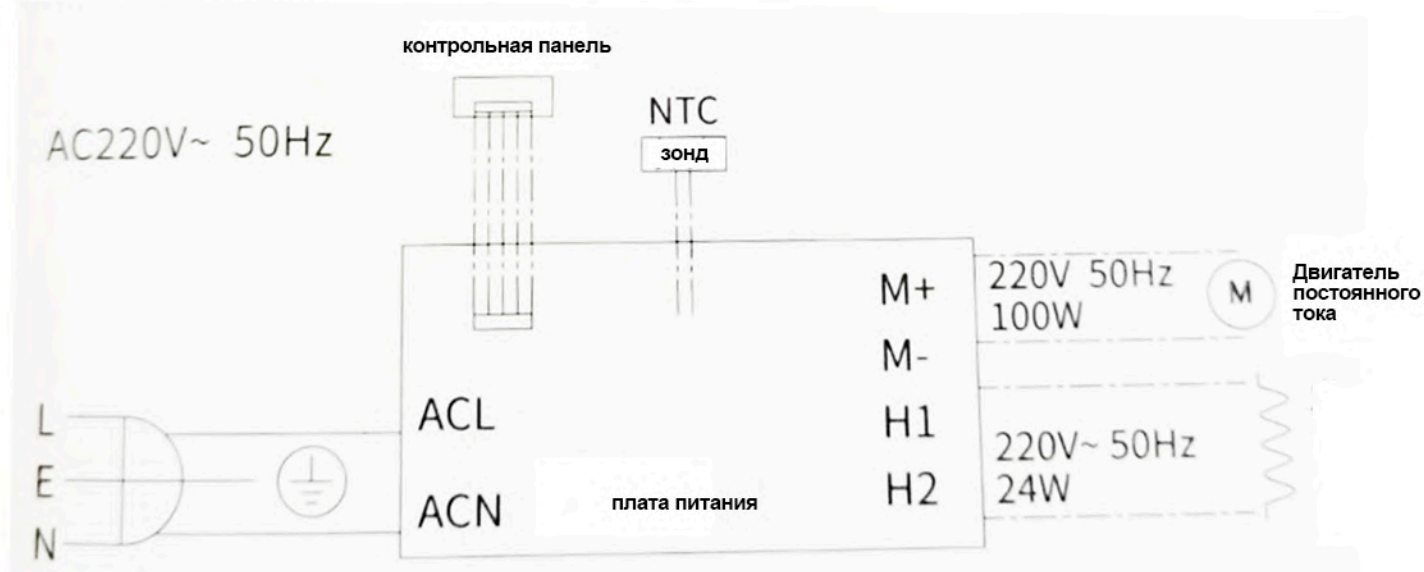 контрольная панель
AC220V~ 50Hz
NTC
зонд
M+
220V 50Hz
100W
M
Двигатель
постоянного
тока
M-
L
ACL
H1
220V~ 50Hz
24W
E
H2
N
ACN
плата питания